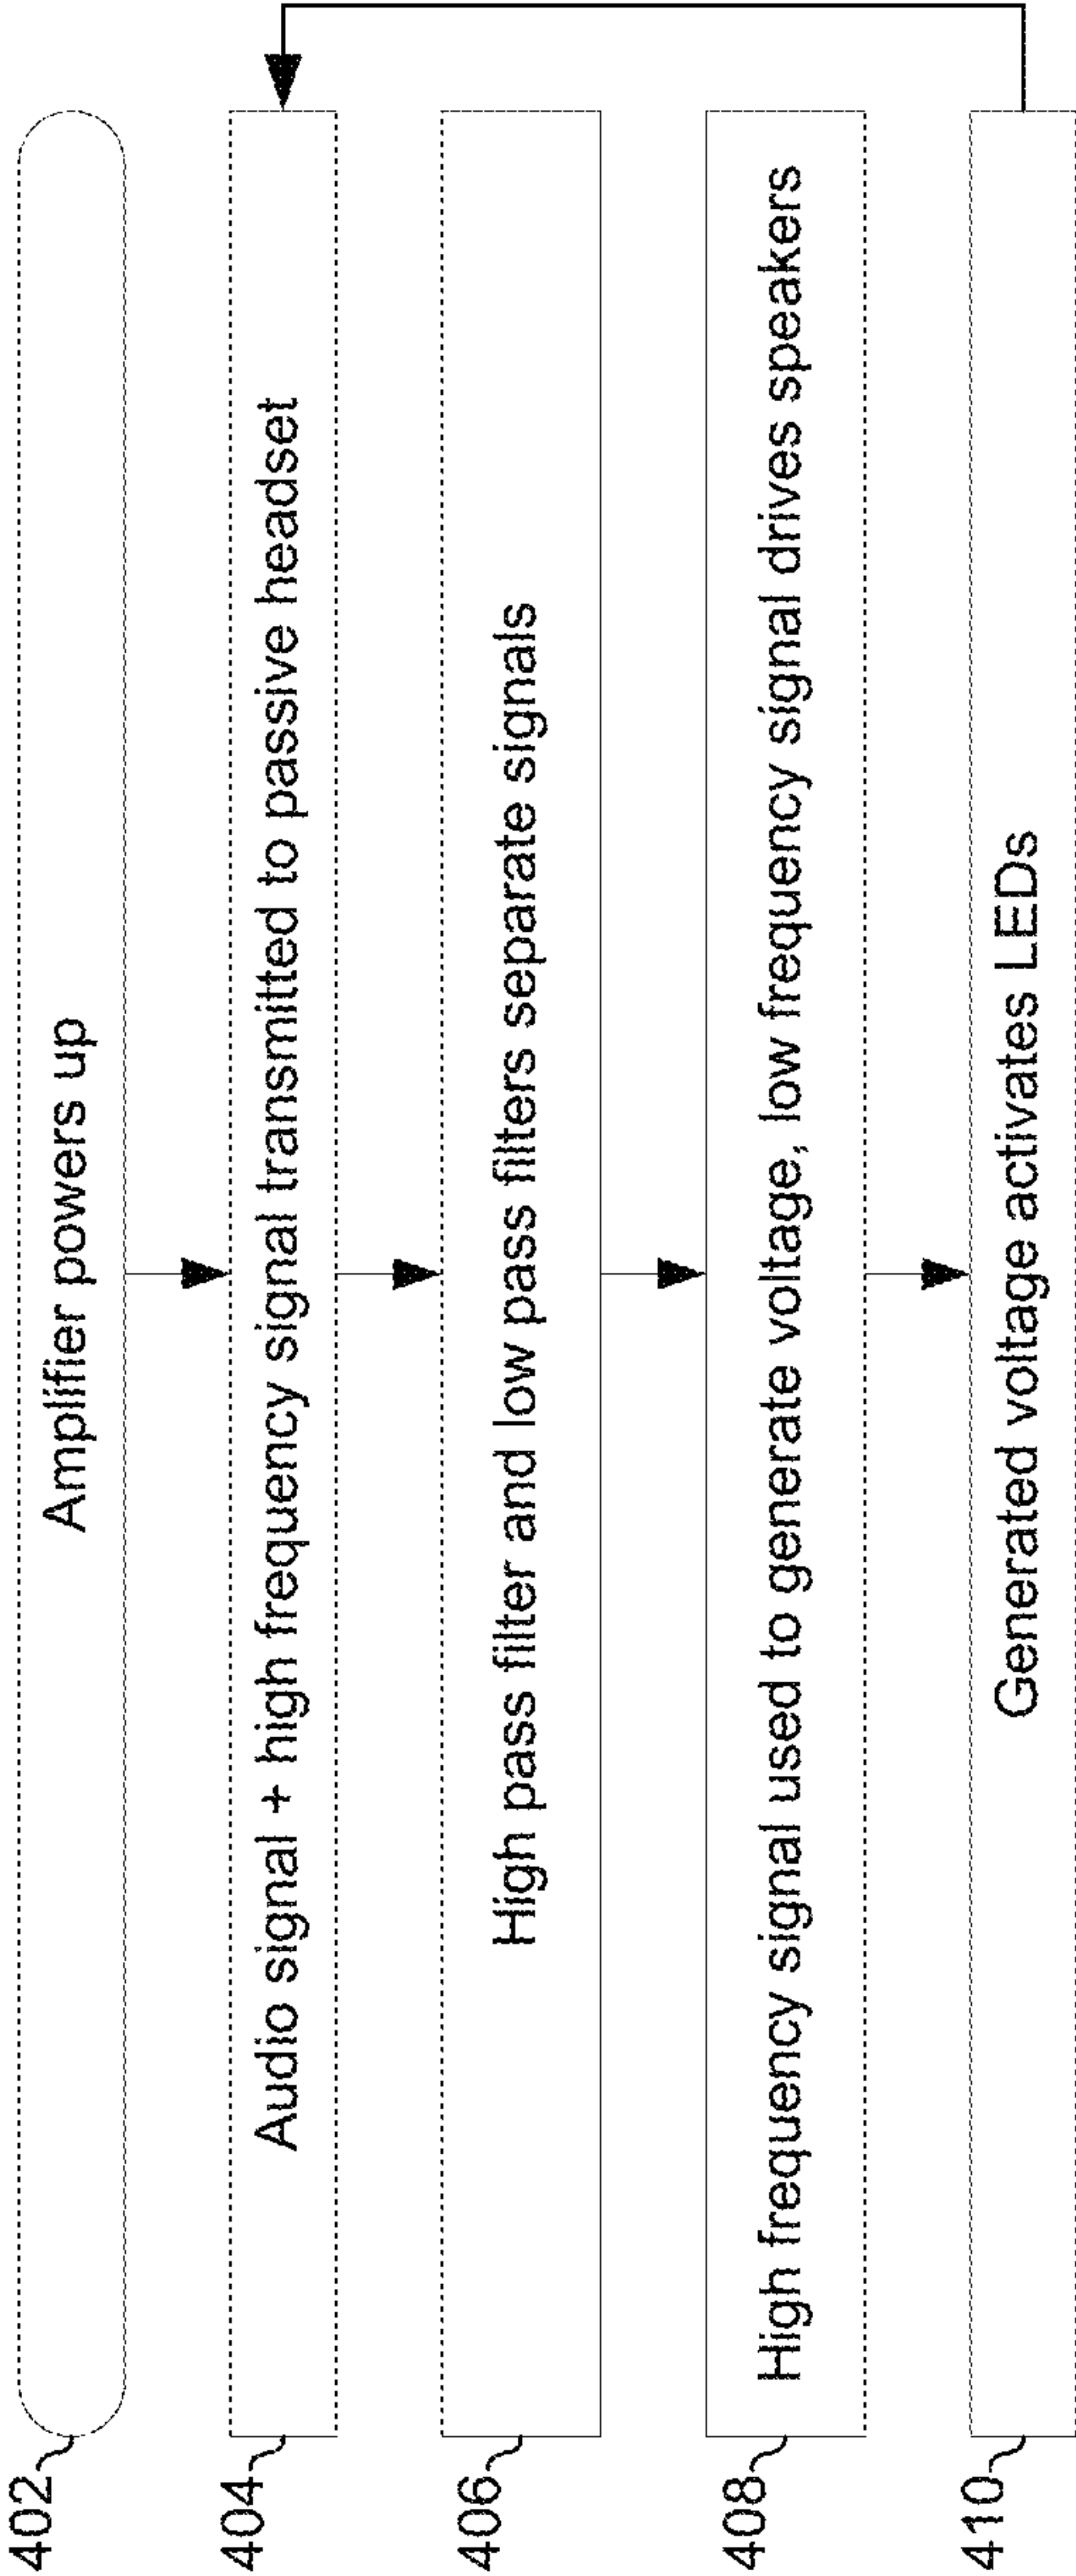 402
Amplifier powers up
404
Audio signal + high frequency signal transmitted to passive headset
406
High pass filter and low pass filters separate signals
408
High frequency signal used to generate voltage, low frequency signal drives speakers
410
Generated voltage activates LEDs